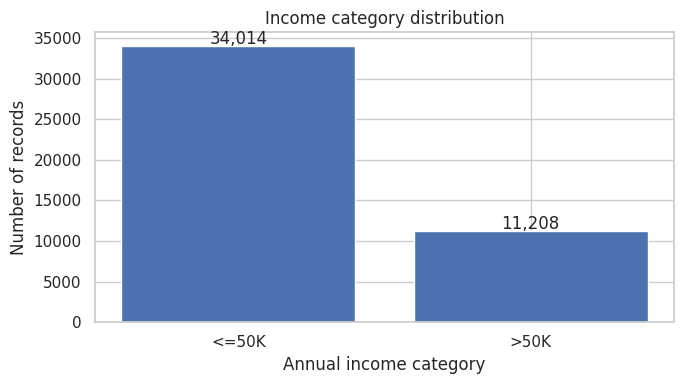 Income category distribution
Number of records
35000
30000
25000
20000
15000
10000
5000
0
34,014
11,208
<=50K
>50K
Annual income category